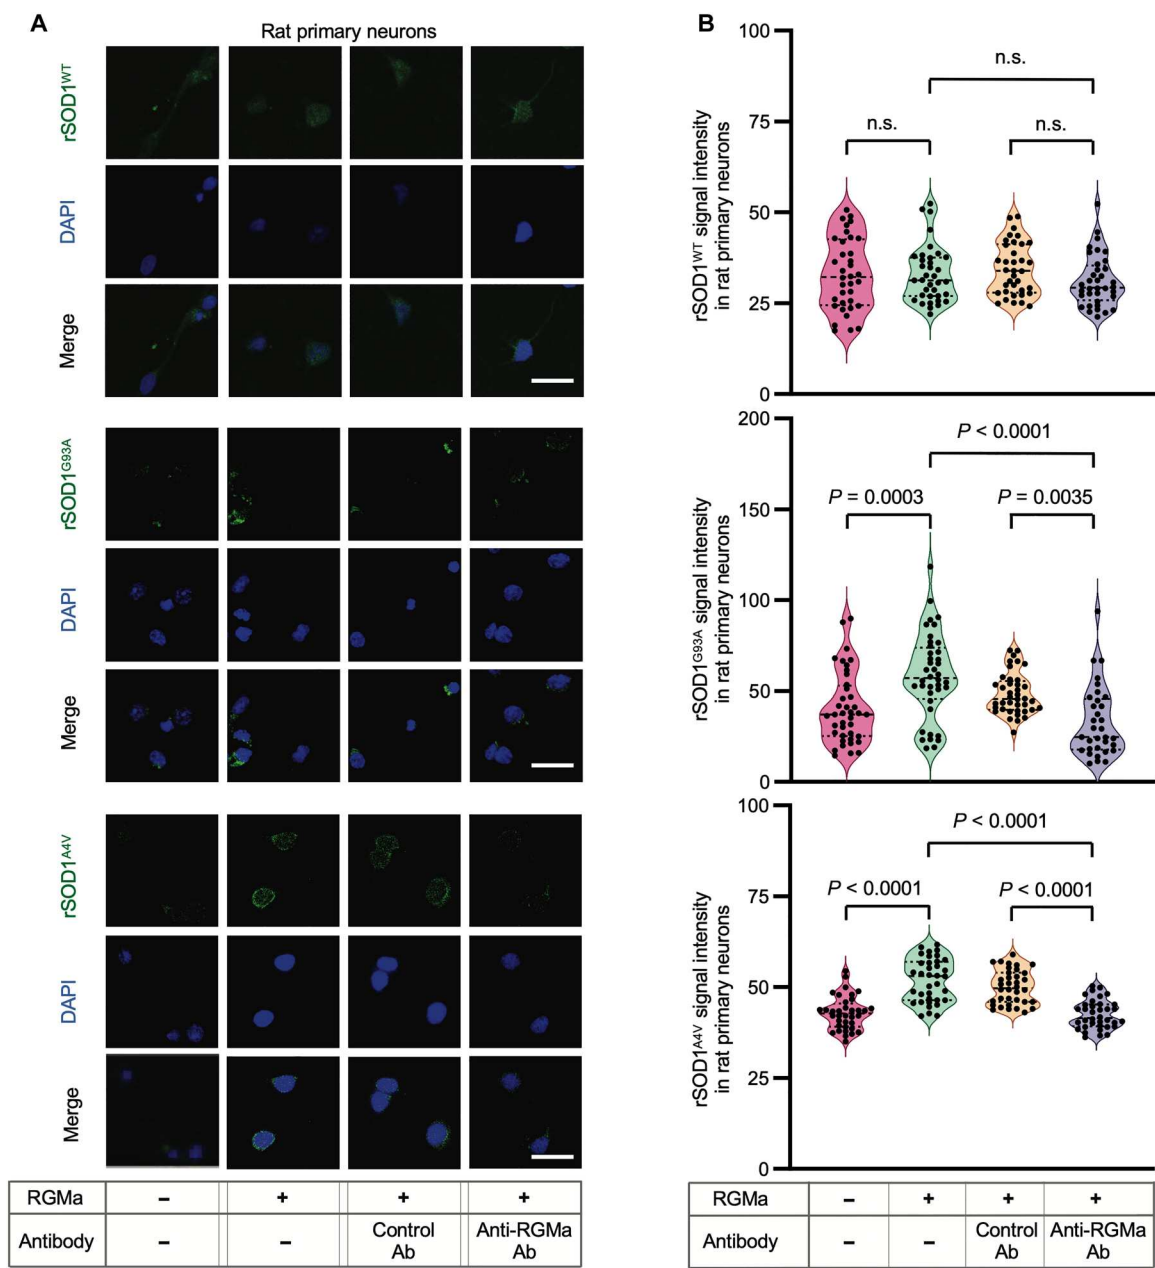 A
Rat primary neurons
rSOD1WT
DAPI
Merge
rSOD1G93A
DAPI
Merge
rSOD1A4V
DAPI
Merge
RGMa – + + +
Antibody – – Control Ab Anti-RGMa Ab
B
100
75
50
25
0
rSOD1WT signal intensity
in rat primary neurons
n.s.
n.s.
n.s.
200
150
100
50
0
rSOD1G93A signal intensity
in rat primary neurons
P < 0.0001
P = 0.0003
P = 0.0035
100
75
50
25
0
rSOD1A4V signal intensity
in rat primary neurons
P < 0.0001
P < 0.0001
P < 0.0001
RGMa – + + +
Antibody – – Control Ab Anti-RGMa Ab